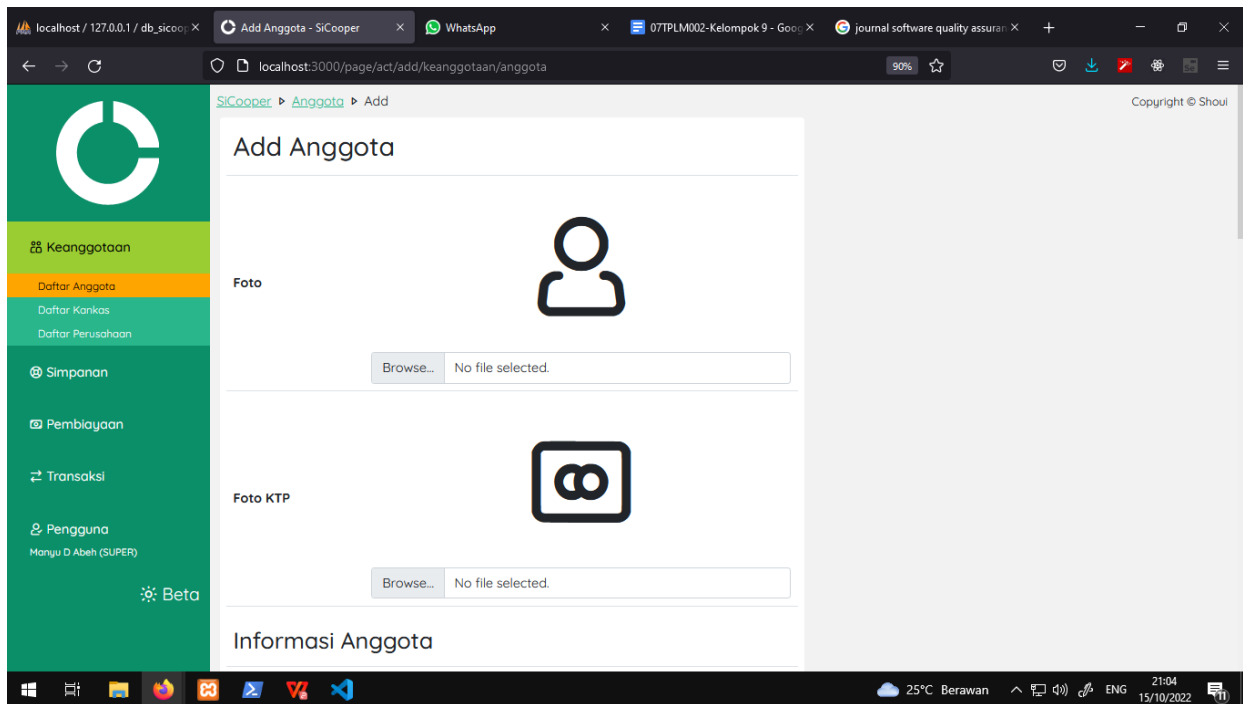 localhost / 127.0.0.1 / db_sicoop
Add Anggota - SiCooper
WhatsApp
07TPLM002-Kelompok 9 - Goog
journal software quality assuran
localhost:3000/page/act/add/keanggotaan/anggota
90%
SiCooper Anggota Add
Copyright © Shoui
Add Anggota
Keanggotaan
Daftar Anggota
Daftar Kankas
Daftar Perusahaan
Simpanan
Pembiayaan
Transaksi
Pengguna
Manyu D Abeh (SUPER)
Beta
Foto
Browse... No file selected.
Foto KTP
Browse... No file selected.
Informasi Anggota
25°C Berawan
ENG
21:04
15/10/2022
11